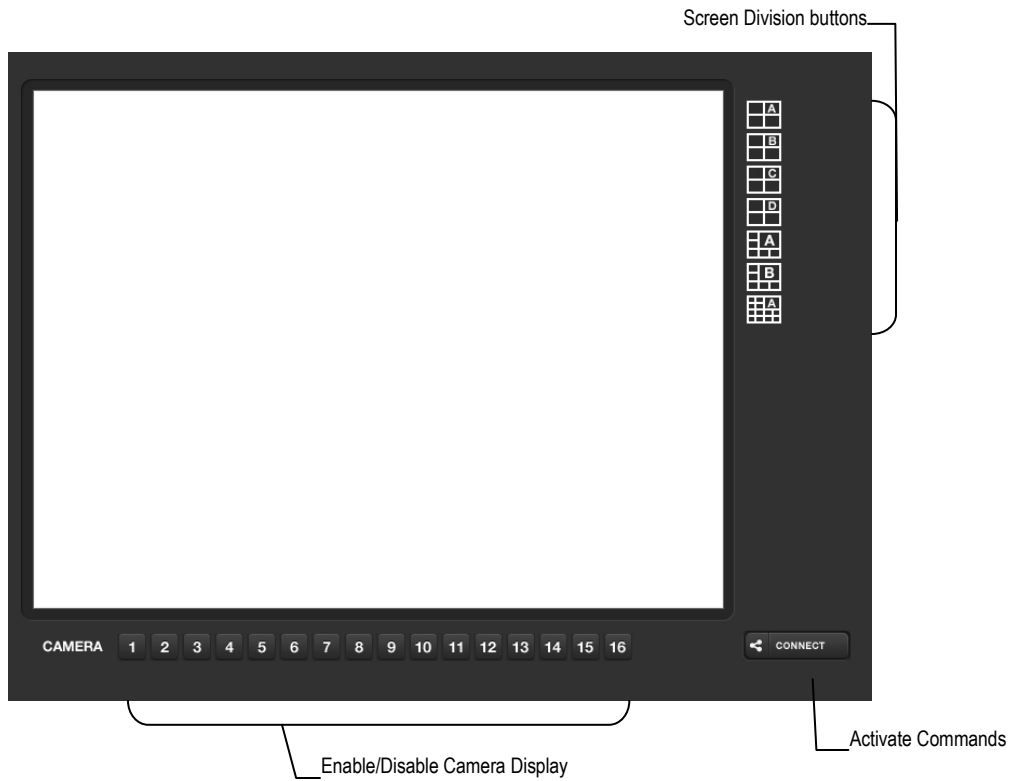 Screen Division buttons
A
B
C
D
A
B
A
CAMERA 1 2 3 4 5 6 7 8 9 10 11 12 13 14 15 16
CONNECT
Activate Commands
Enable/Disable Camera Display